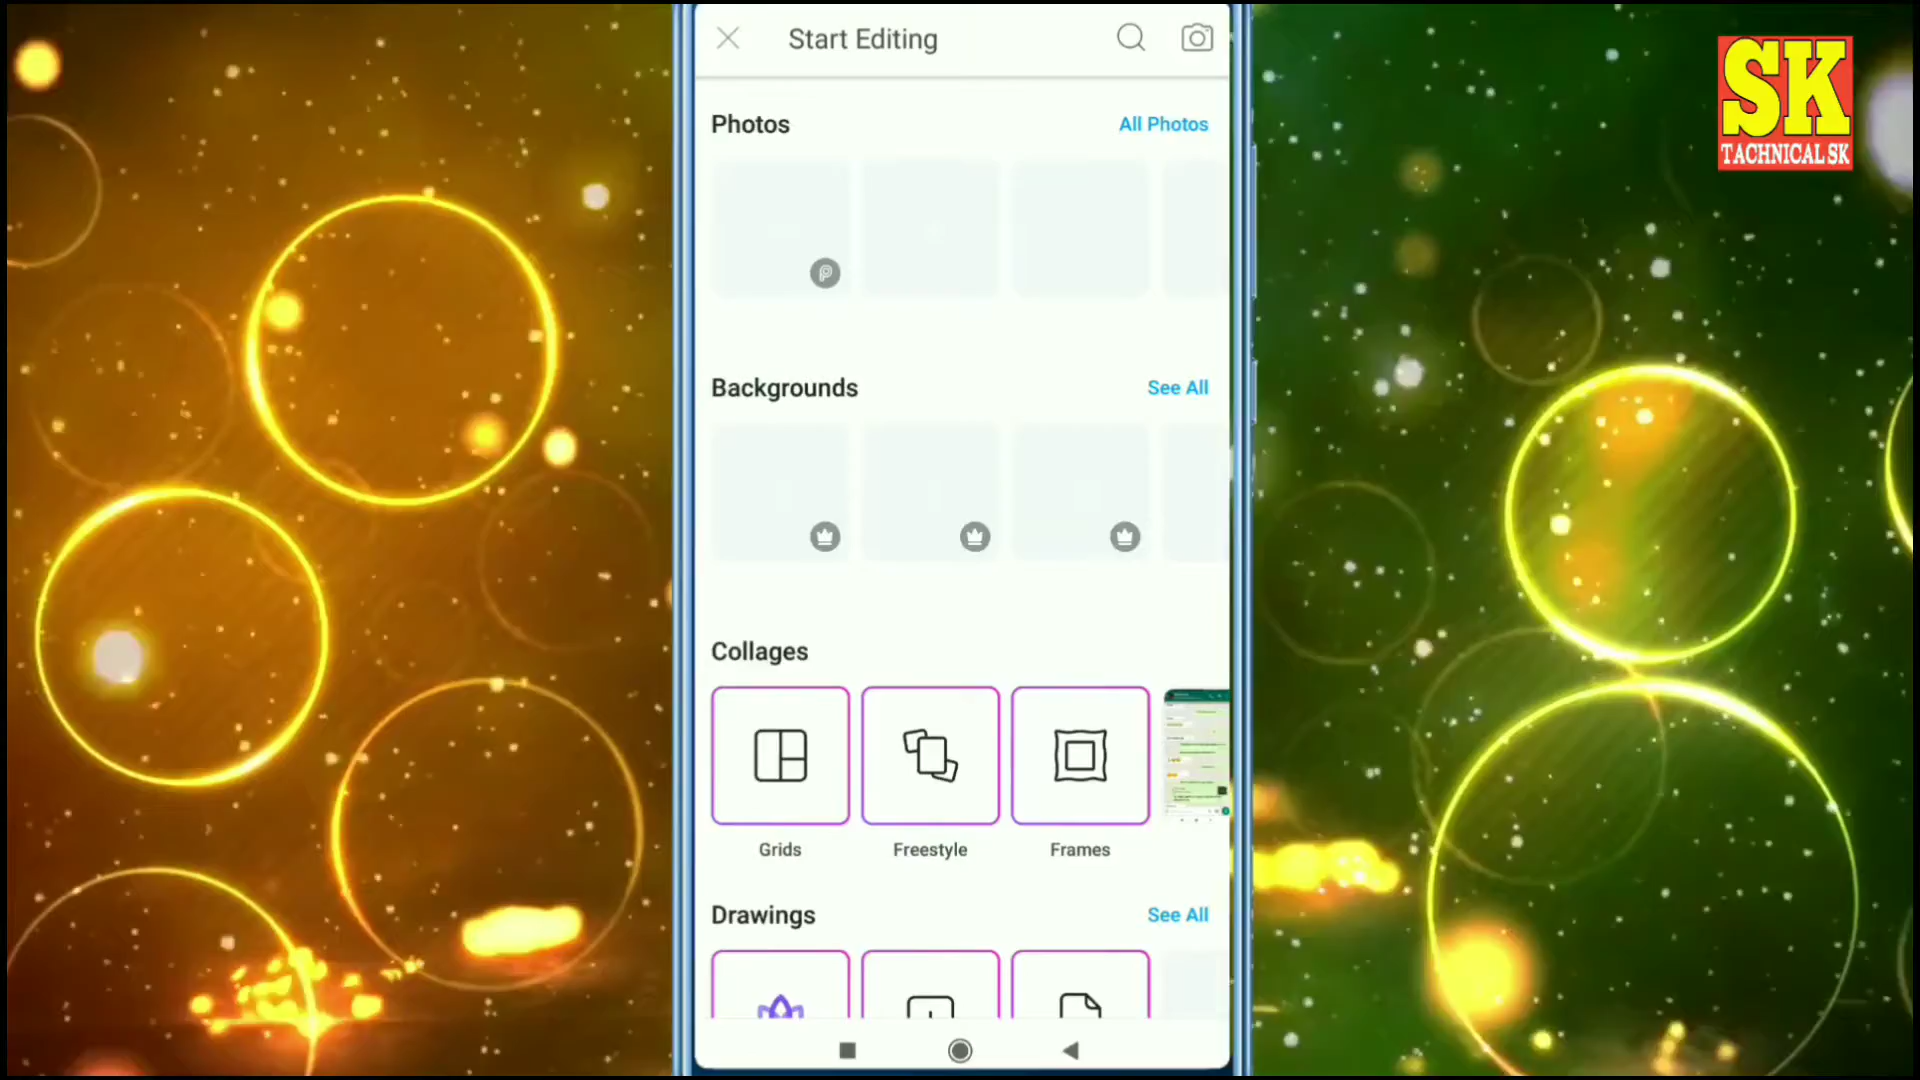 Start Editing
SK
TACHNICAL SK
Photos
All Photos
Backgrounds
See All
Collages
Grids
Freestyle
Frames
Drawings
See All